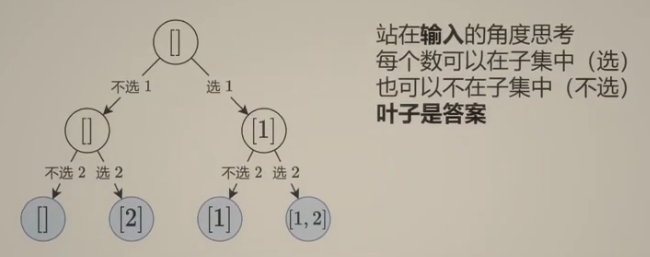 []
站在输入的角度思考
每个数可以在子集中（选）
也可以不在子集中（不选）
叶子是答案
不选 1 选 1
[] [1]
不选 2 选 2 不选 2 选 2
[] [2] [1] [1, 2]